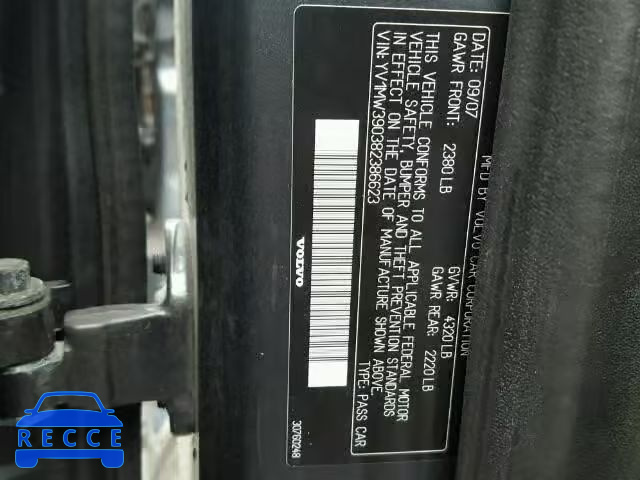 MFD BY VOLVO CAR CORPORATION
DATE: 09/07 GVWR: 4320 LB
GAWR FRONT: 2380 LB GAWR REAR: 2220 LB
THIS VEHICLE CONFORMS TO ALL APPLICABLE FEDERAL MOTOR
VEHICLE SAFETY, BUMPER AND THEFT PREVENTION STANDARDS
IN EFFECT ON THE DATE OF MANUFACTURE SHOWN ABOVE.
VIN: YV1MW390382386623 TYPE: PASS CAR
VOLVO
30760248
RECCE